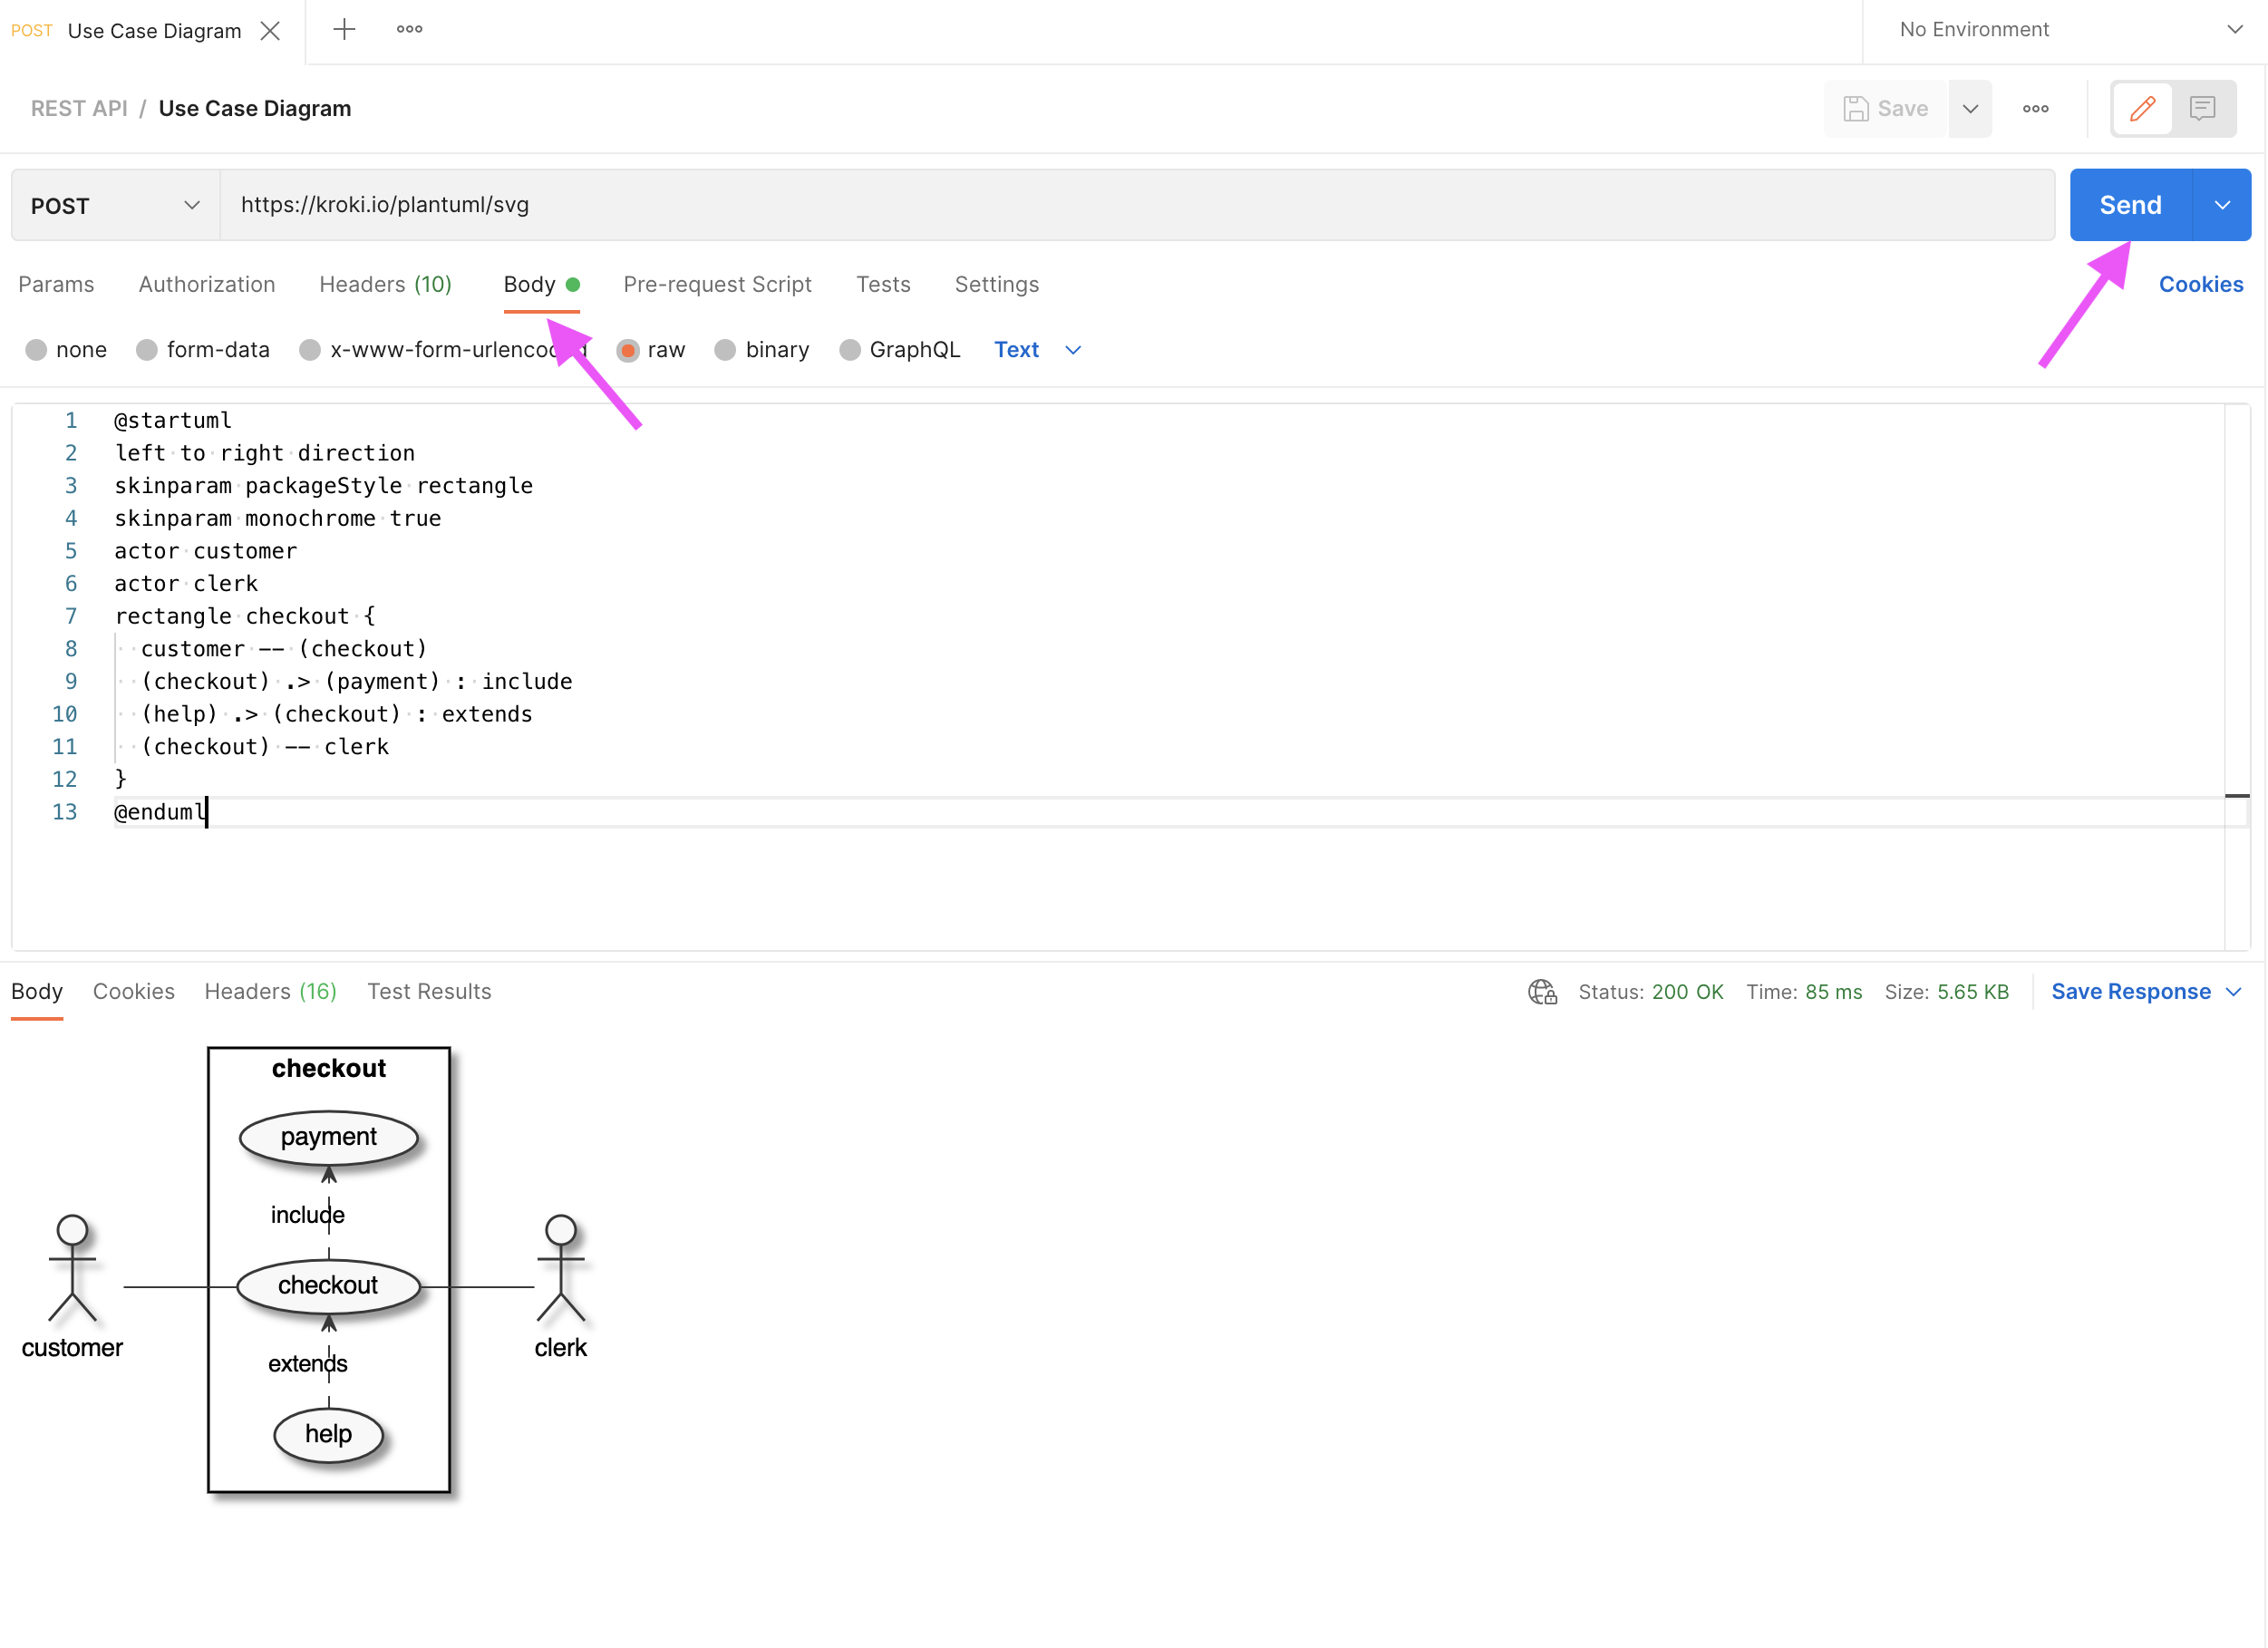 POST Use Case Diagram
No Environment
REST API / Use Case Diagram
Save
POST
https://kroki.io/plantuml/svg
Send
Params Authorization Headers (10) Body Pre-request Script Tests Settings Cookies
none form-data x-www-form-urlencoded raw binary GraphQL Text
1 @startuml
2 left to right direction
3 skinparam packageStyle rectangle
4 skinparam monochrome true
5 actor customer
6 actor clerk
7 rectangle checkout {
8 customer -- (checkout)
9 (checkout) .> (payment) : include
10 (help) .> (checkout) : extends
11 (checkout) -- clerk
12 }
13 @enduml
Body Cookies Headers (16) Test Results Status: 200 OK Time: 85 ms Size: 5.65 KB Save Response
checkout
payment
include
checkout
customer
clerk
extends
help